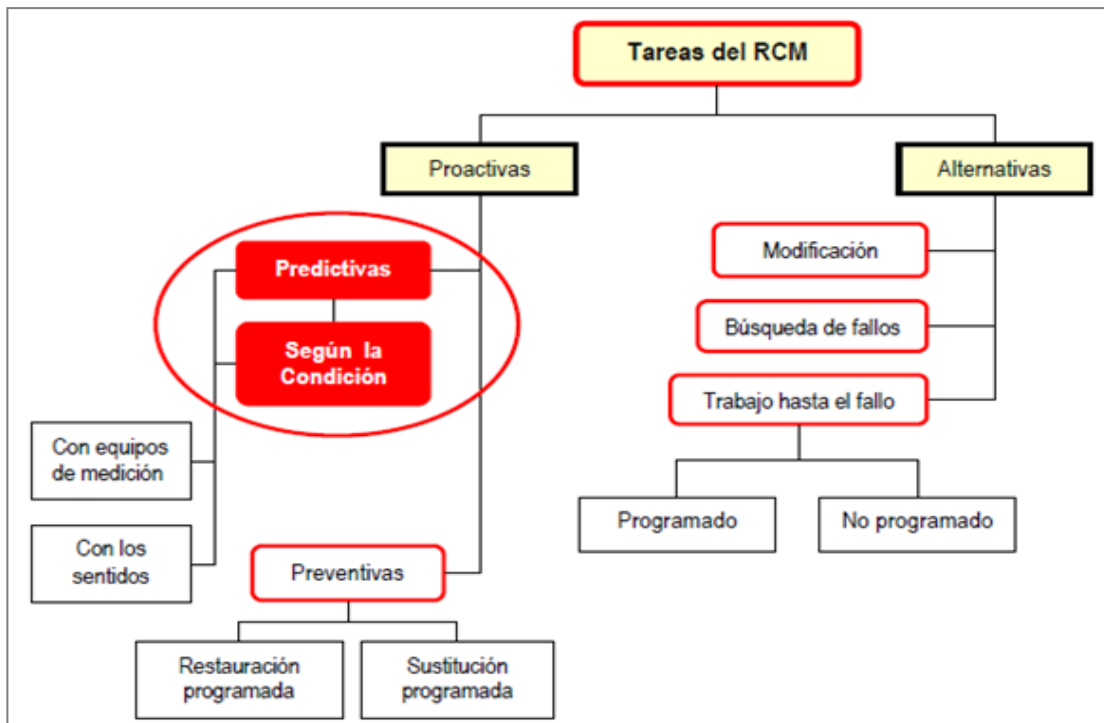 Tareas del RCM
Proactivas
Alternativas
Predictivas
Según la
Condición
Con equipos
de medición
Con los
sentidos
Preventivas
Restauración
programada
Sustitución
programada
Modificación
Búsqueda de fallos
Trabajo hasta el fallo
Programado
No programado